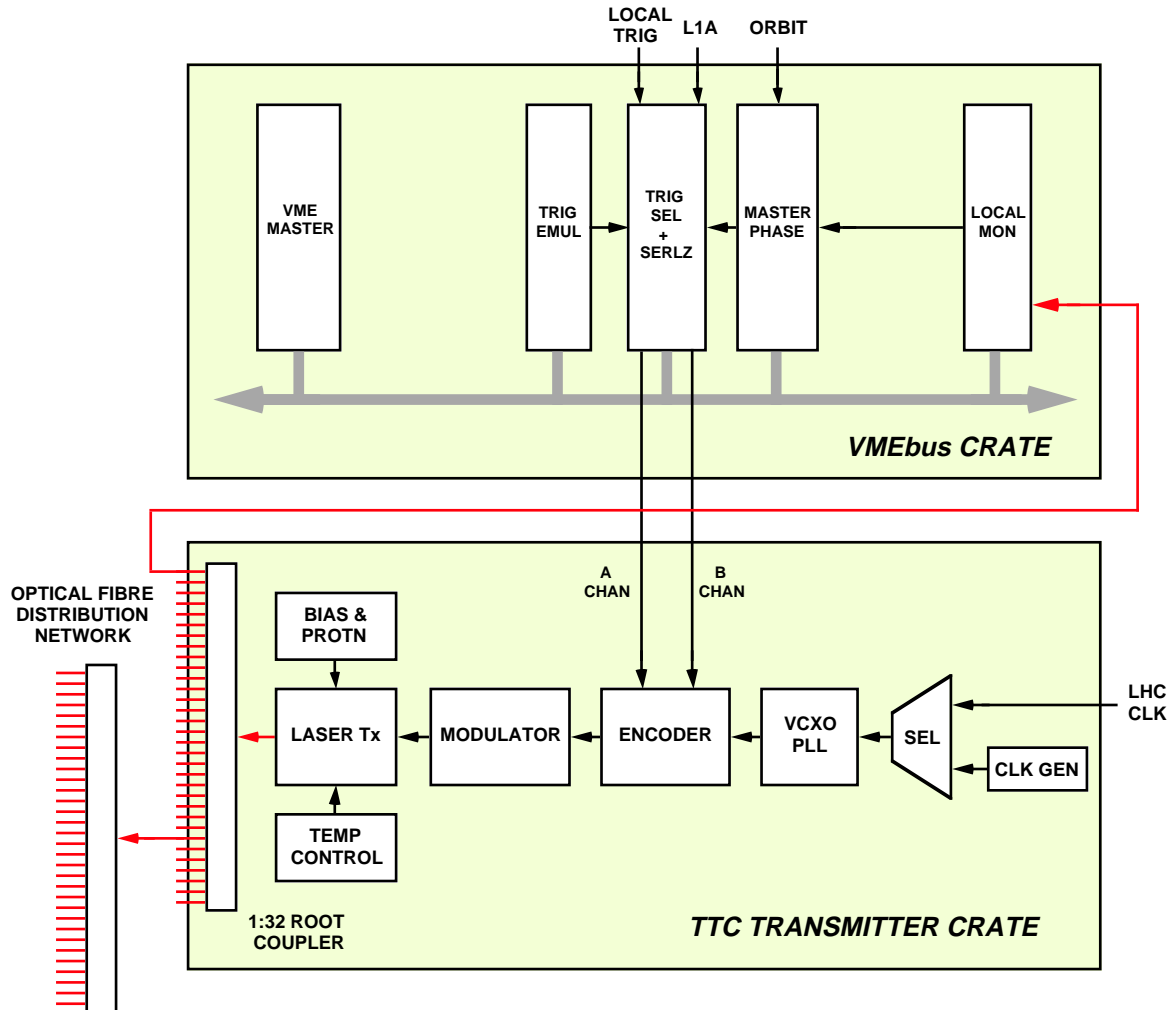 LOCAL
TRIG
L1A
ORBIT
VME
MASTER
TRIG
EMUL
TRIG
SEL
+
SERLZ
MASTER
PHASE
LOCAL
MON
VMEbus CRATE
A
CHAN
B
CHAN
OPTICAL FIBRE
DISTRIBUTION
NETWORK
BIAS &
PROTN
LASER Tx
MODULATOR
ENCODER
VCXO
PLL
SEL
LHC
CLK
CLK GEN
TEMP
CONTROL
1:32 ROOT
COUPLER
TTC TRANSMITTER CRATE